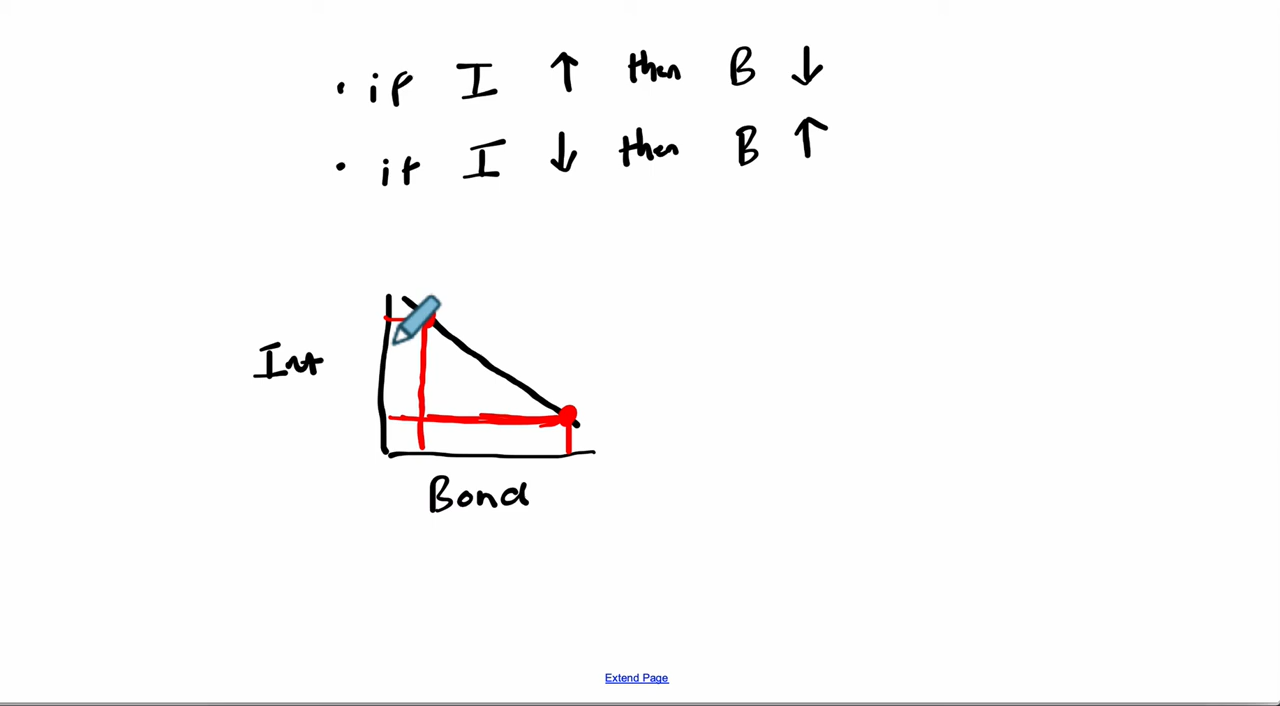 • if I ↑ then B ↓
• if I ↓ then B ↑
Int
Bond
Extend Page